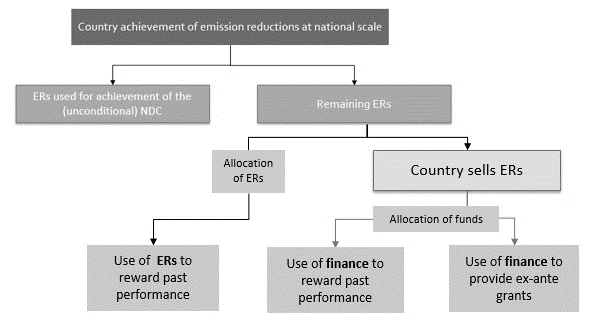 Country achievement of emission reductions at national scale
ERs used for achievement of the
(unconditional) NDC
Remaining ERs
Allocation
of ERs
Country sells ERs
Allocation of funds
Use of ERs to
reward past
performance
Use of finance to
reward past
performance
Use of finance to
provide ex-ante
grants